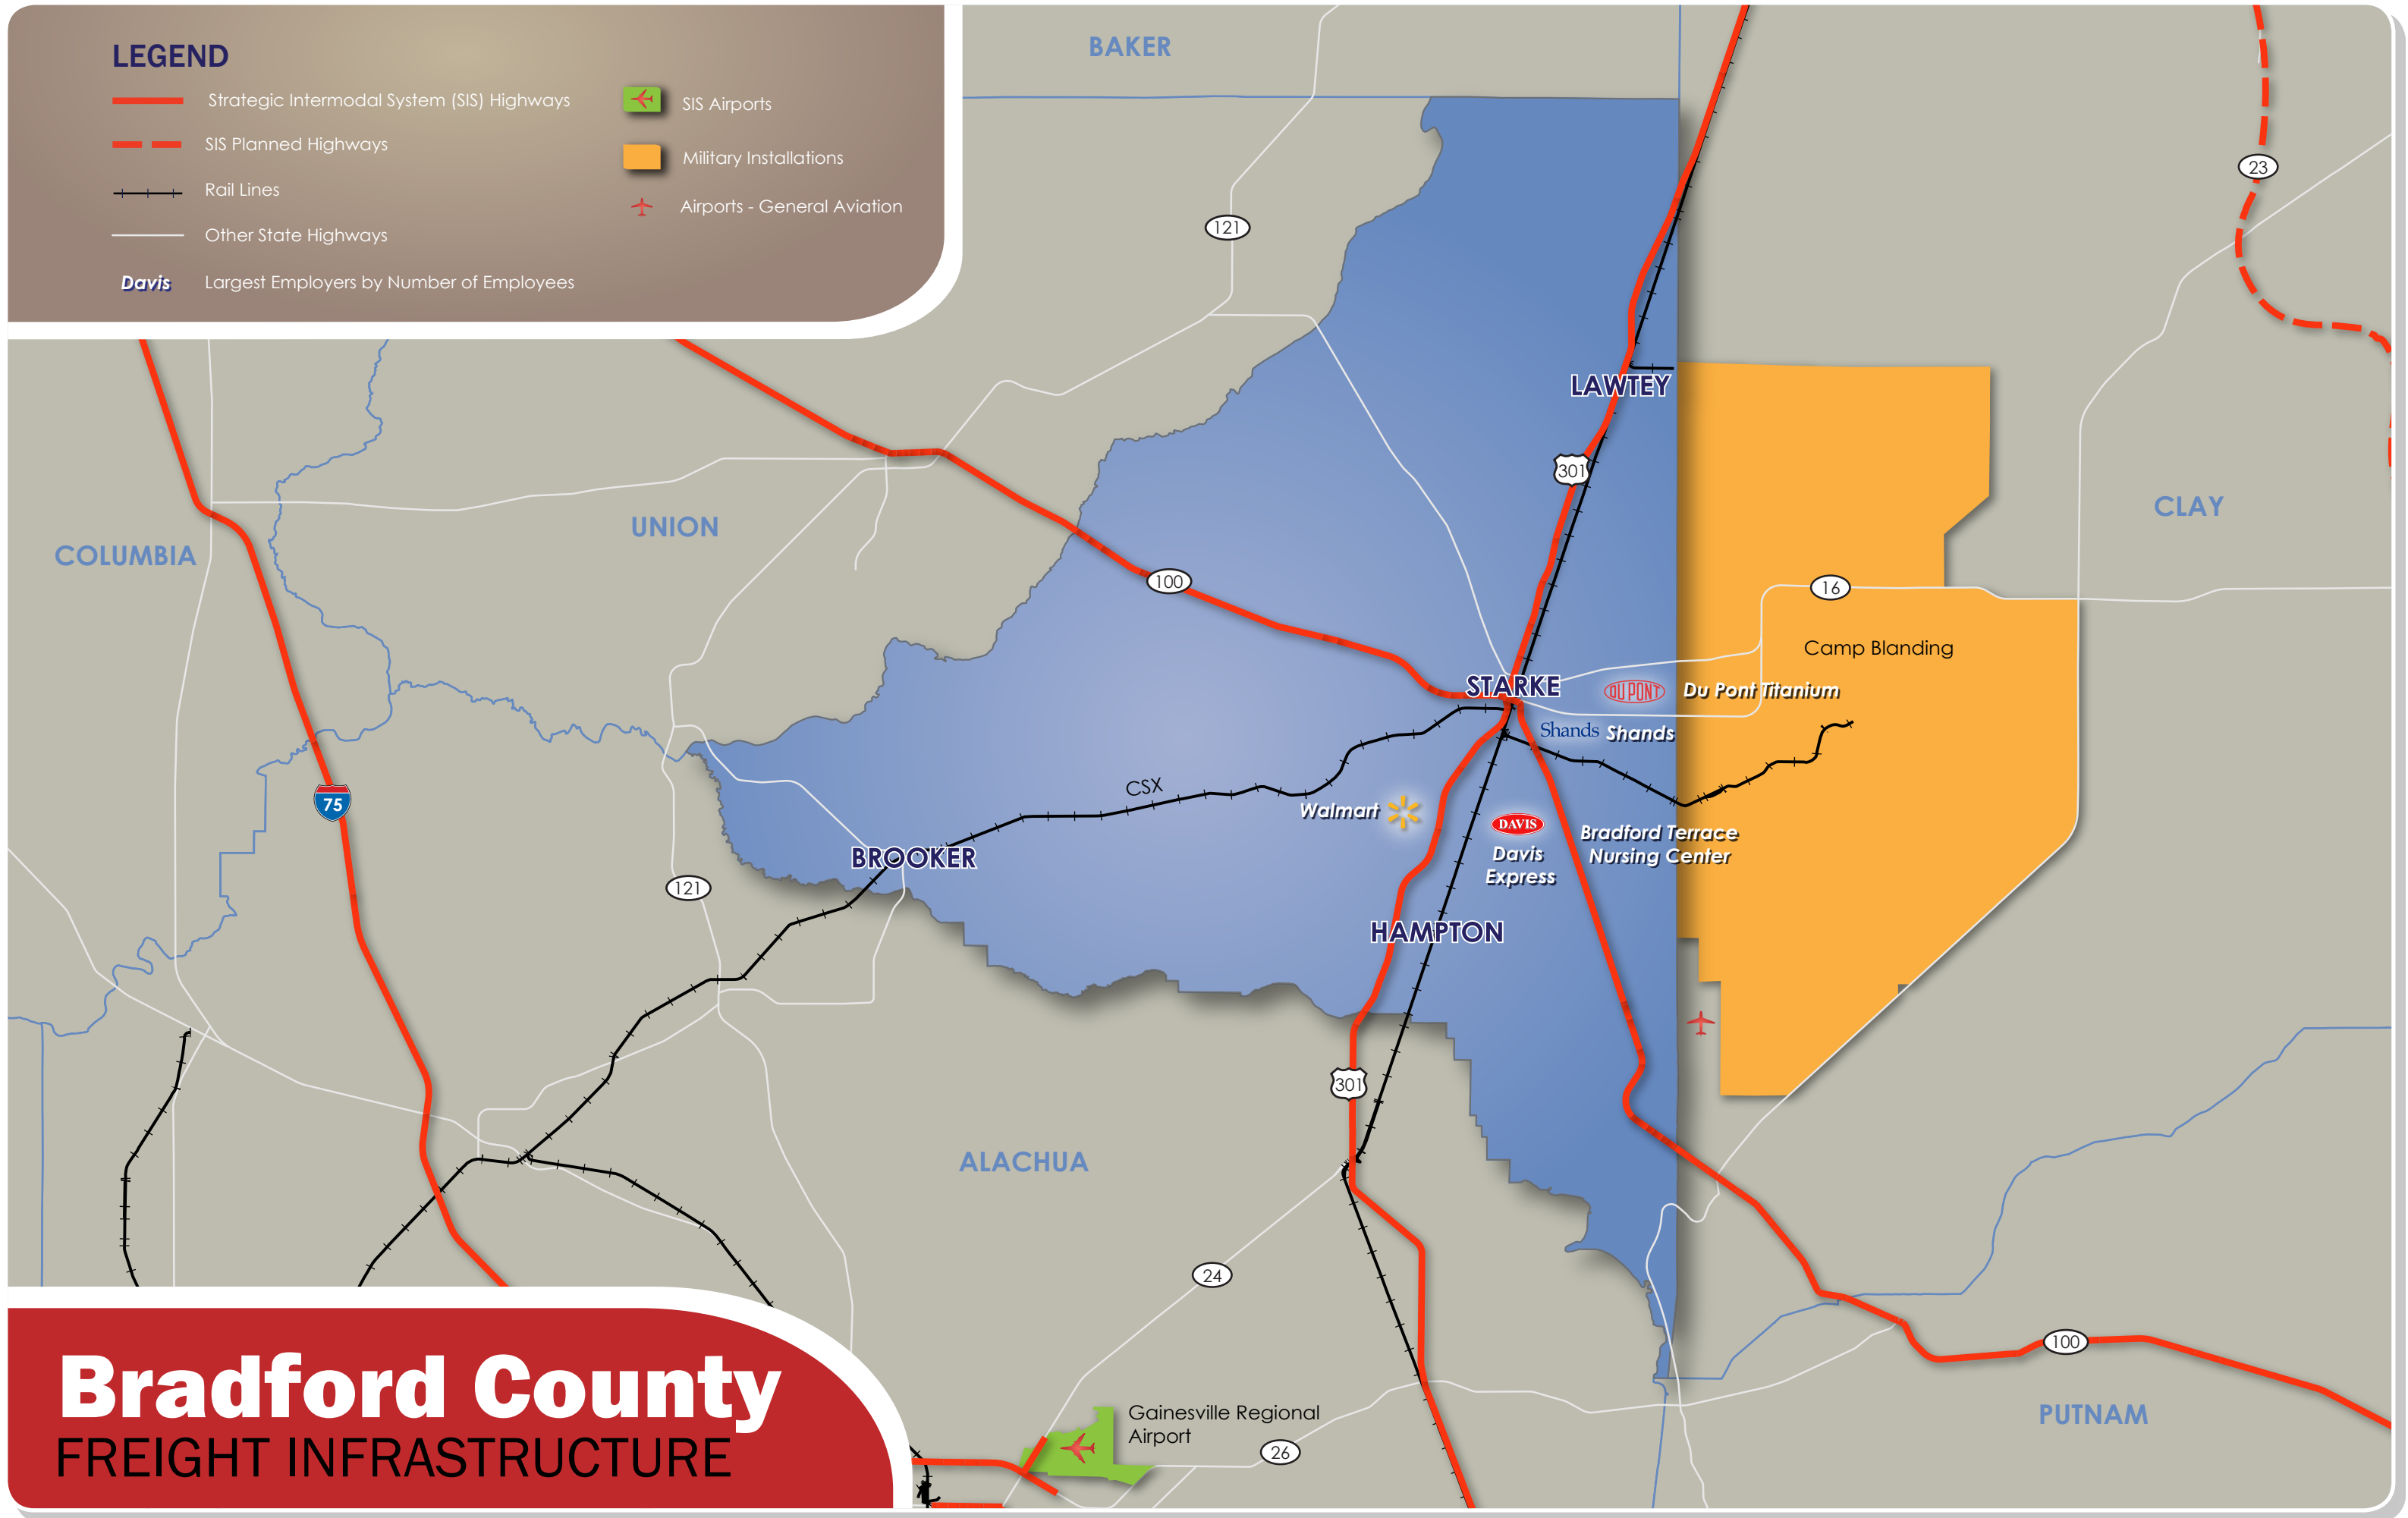 LEGEND
Strategic Intermodal System (SIS) Highways
SIS Planned Highways
Rail Lines
Other State Highways
Davis
Largest Employers by Number of Employees
SIS Airports
Military Installations
Airports - General Aviation
BAKER
121
23
LAWTEY
301
UNION
COLUMBIA
CLAY
100
16
Camp Blanding
STARKE
DU PONT
Du Pont Titanium
Shands
Shands
75
CSX
Walmart
DAVIS
Davis
Express
Bradford Terrace
Nursing Center
BROOKER
121
HAMPTON
301
ALACHUA
24
100
PUTNAM
Gainesville Regional
Airport
26
Bradford County
FREIGHT INFRASTRUCTURE